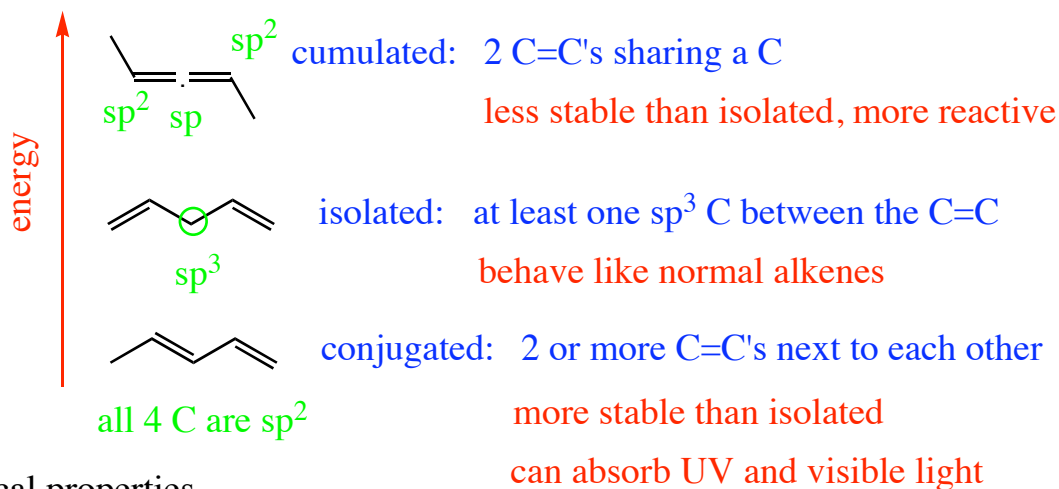 sp² cumulated: 2 C=C's sharing a C
sp² sp less stable than isolated, more reactive
energy
isolated: at least one sp³ C between the C=C
sp³ behave like normal alkenes
conjugated: 2 or more C=C's next to each other
all 4 C are sp² more stable than isolated
can absorb UV and visible light
properties